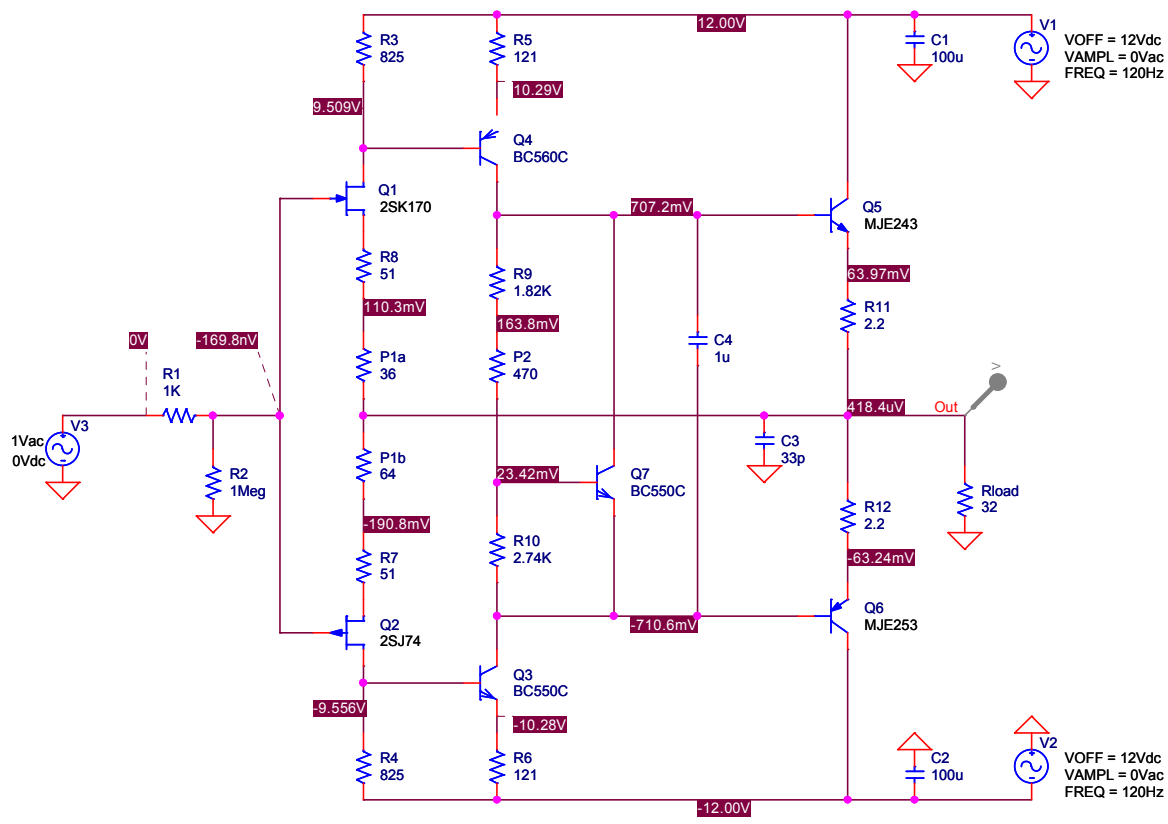 12.00V
V1
VOFF = 12Vdc
VAMPL = 0Vac
FREQ = 120Hz
R3
825
R5
121
C1
100u
10.29V
9.509V
Q4
BC560C
Q1
2SK170
707.2mV
Q5
MJE243
R8
51
R9
1.82K
63.97mV
110.3mV
163.8mV
R11
2.2
0V
-169.8nV
C4
1u
P1a
36
P2
470
V
R1
1K
418.4uV
Out
V3
1Vac
0Vdc
C3
33p
R2
1Meg
P1b
64
23.42mV
Q7
BC550C
Rload
32
-190.8mV
R12
2.2
R10
2.74K
R7
51
-63.24mV
Q2
2SJ74
-710.6mV
Q6
MJE253
Q3
BC550C
-9.556V
-10.28V
R4
825
R6
121
C2
100u
V2
VOFF = 12Vdc
VAMPL = 0Vac
FREQ = 120Hz
-12.00V